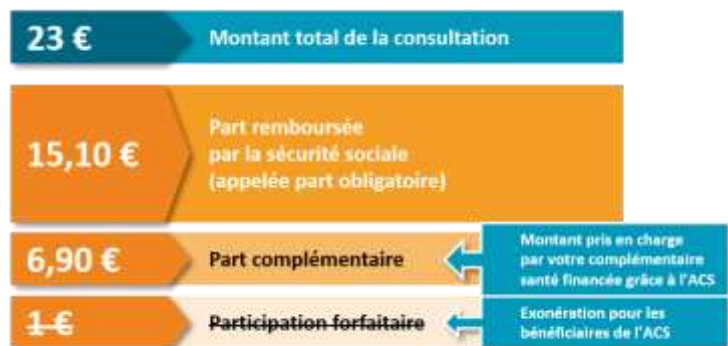 23 €
Montant total de la consultation
15,10 €
Part remboursée
par la sécurité sociale
(appelée part obligatoire)
6,90 €
Part complémentaire
Montant pris en charge
par votre complémentaire
santé financée grâce à l'ACS
1 €
Participation forfaitaire
Exonération pour les
bénéficiaires de l'ACS